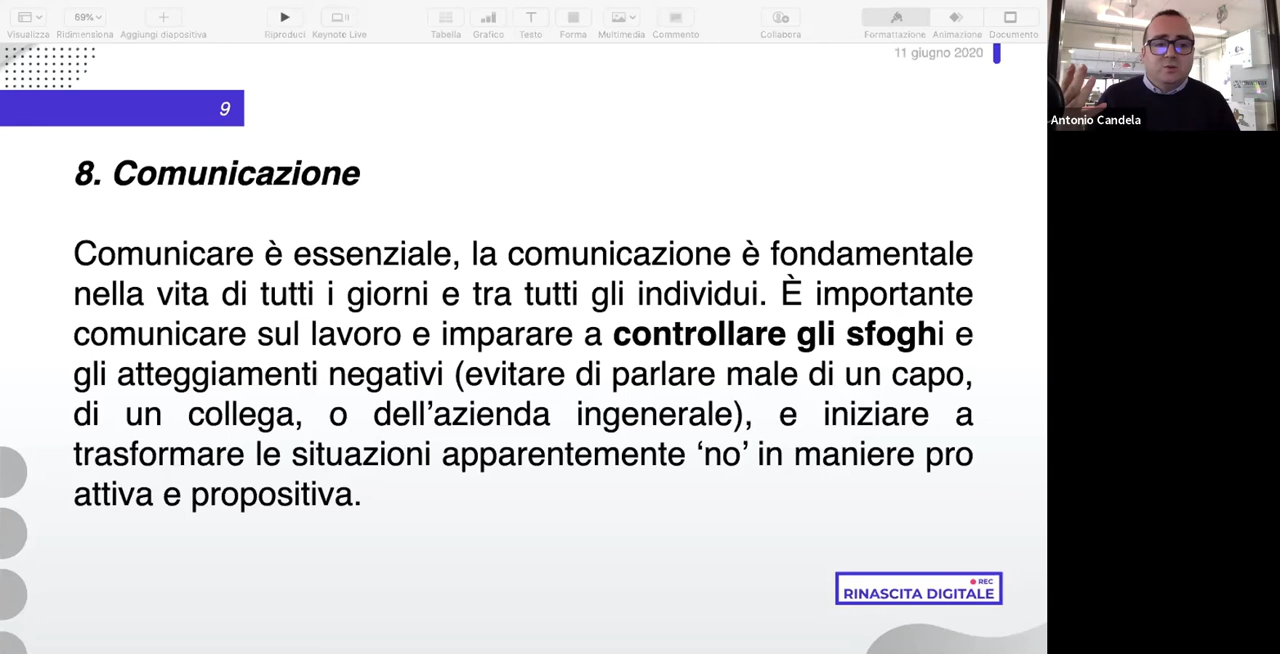 Visualizza
69%
Ridimensiona
Aggiungi diapositiva
Riproduci
Keynote Live
Tabella
Grafico
Testo
Forma
Multimedia
Commento
Collabora
Formattazione
Animazione
Documento
11 giugno 2020
9
Antonio Candela
8. Comunicazione
Comunicare è essenziale, la comunicazione è fondamentale
nella vita di tutti i giorni e tra tutti gli individui. È importante
comunicare sul lavoro e imparare a controllare gli sfoghi e
gli atteggiamenti negativi (evitare di parlare male di un capo,
di un collega, o dell’azienda ingenerale), e iniziare a
trasformare le situazioni apparentemente ‘no’ in maniere pro
attiva e propositiva.
REC
RINASCITA DIGITALE